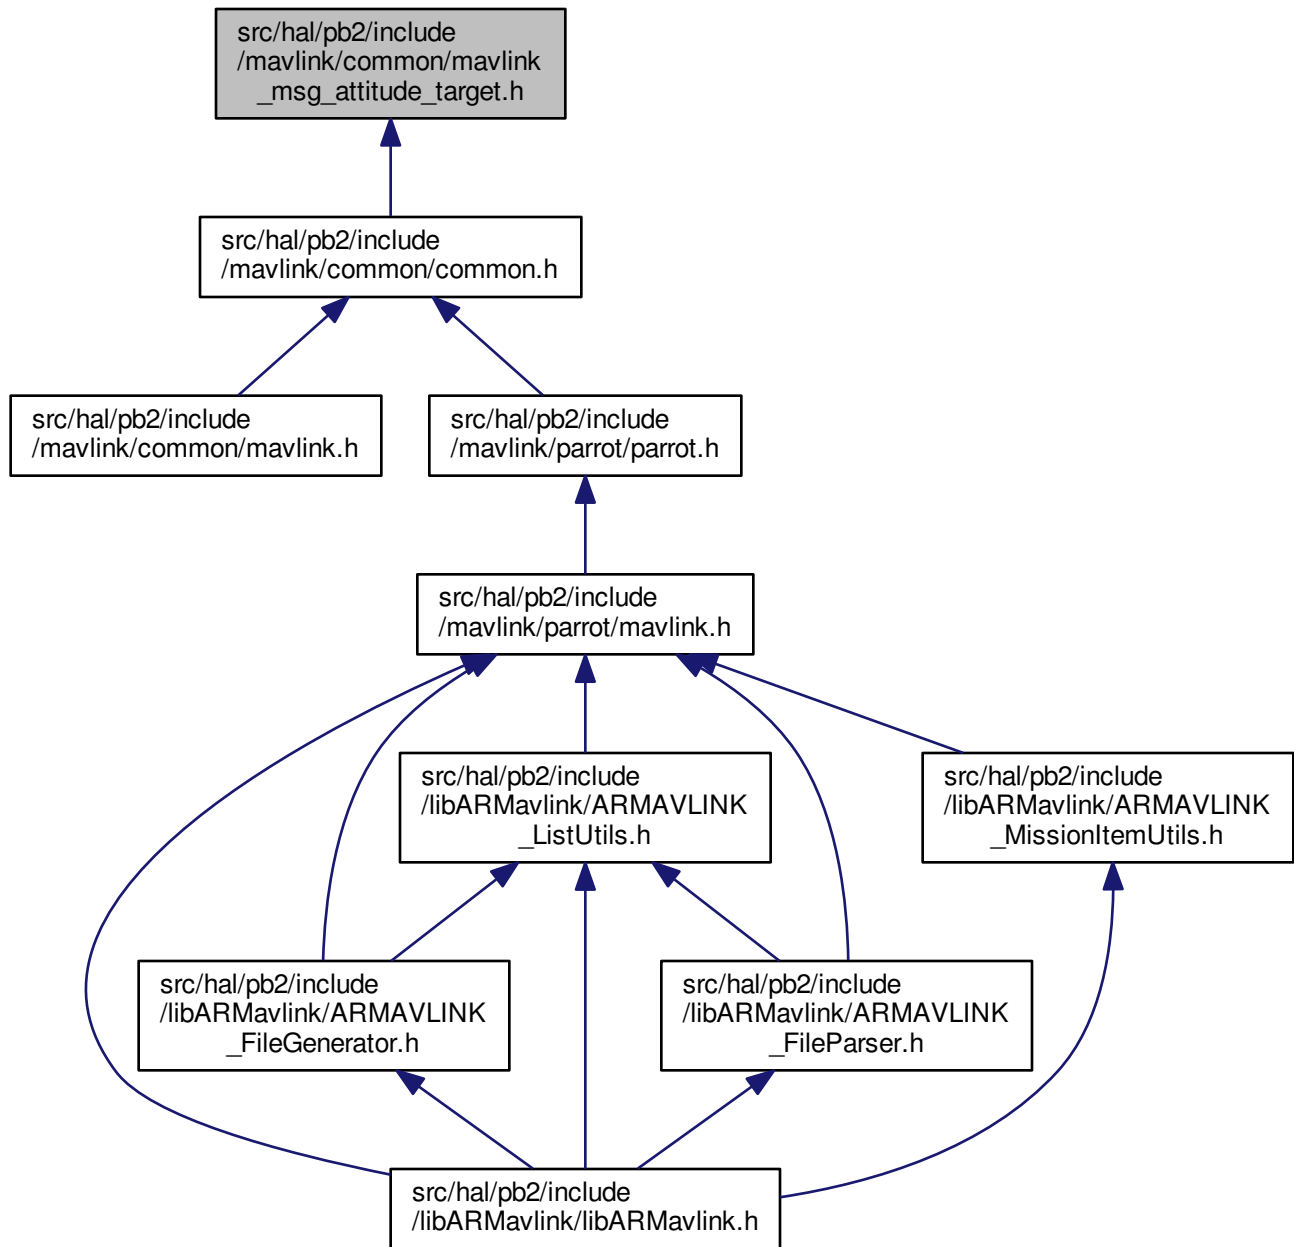 src/hal/pb2/include
/mavlink/common/mavlink
_msg_attitude_target.h
src/hal/pb2/include
/mavlink/common/common.h
src/hal/pb2/include
/mavlink/common/mavlink.h
src/hal/pb2/include
/mavlink/parrot/parrot.h
src/hal/pb2/include
/mavlink/parrot/mavlink.h
src/hal/pb2/include
/libARMavlink/ARMAVLINK
_ListUtils.h
src/hal/pb2/include
/libARMavlink/ARMAVLINK
_MissionItemUtils.h
src/hal/pb2/include
/libARMavlink/ARMAVLINK
_FileGenerator.h
src/hal/pb2/include
/libARMavlink/ARMAVLINK
_FileParser.h
src/hal/pb2/include
/libARMavlink/libARMavlink.h